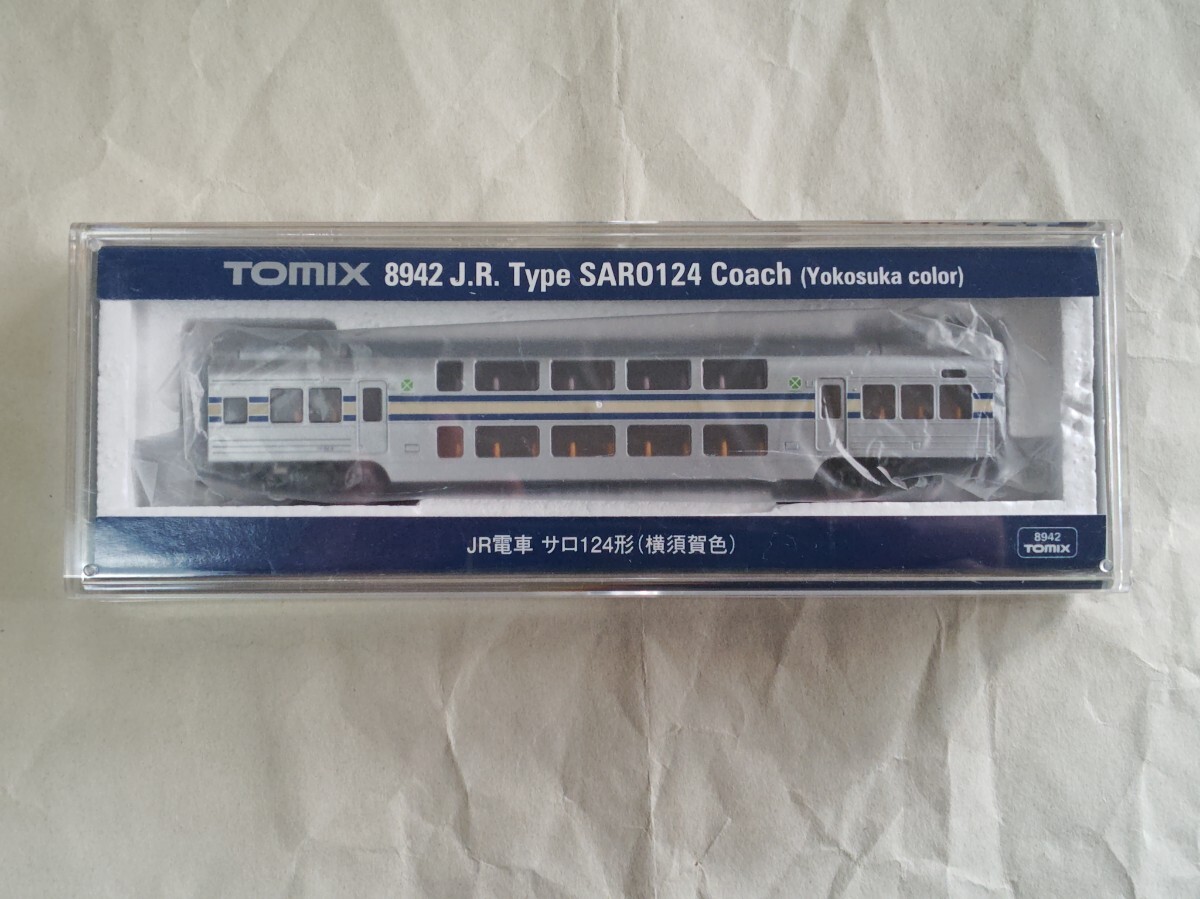 TOMIX 8942 J.R. Type SARO124 Coach (Yokosuka color)
JR電車 サロ124形(横須賀色)
8942
TOMIX